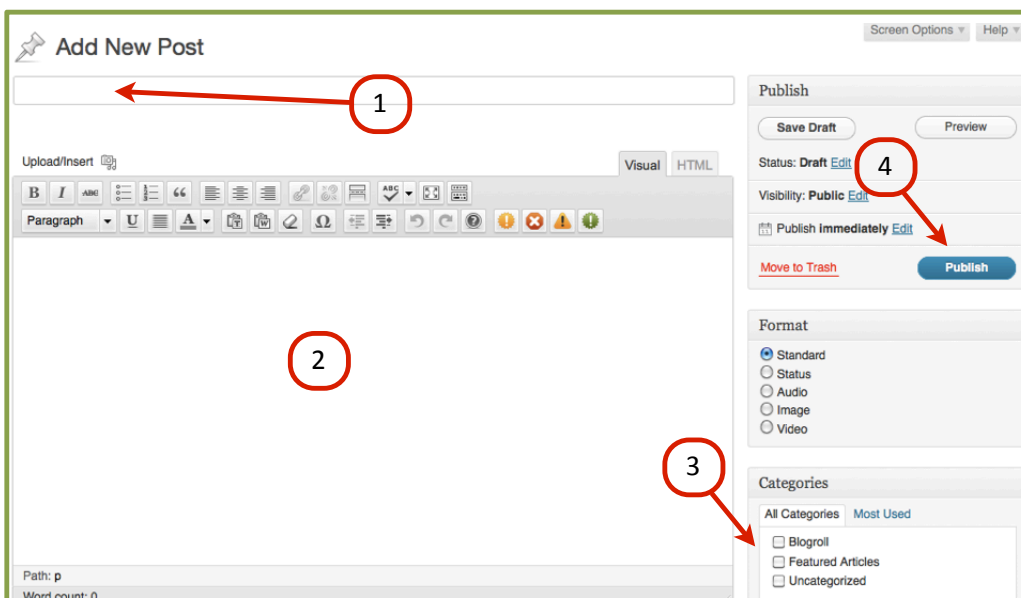 Screen Options Help
Add New Post
1
Upload/Insert
Visual HTML
B I ABC ABC
Paragraph U A T W Ω
2
Path: p
Word count: 0
Publish
Save Draft Preview
4
Status: Draft Edit
Visibility: Public Edit
Publish immediately Edit
Move to Trash Publish
Format
Standard
Status
Audio
Image
Video
3
Categories
All Categories Most Used
Blogroll
Featured Articles
Uncategorized